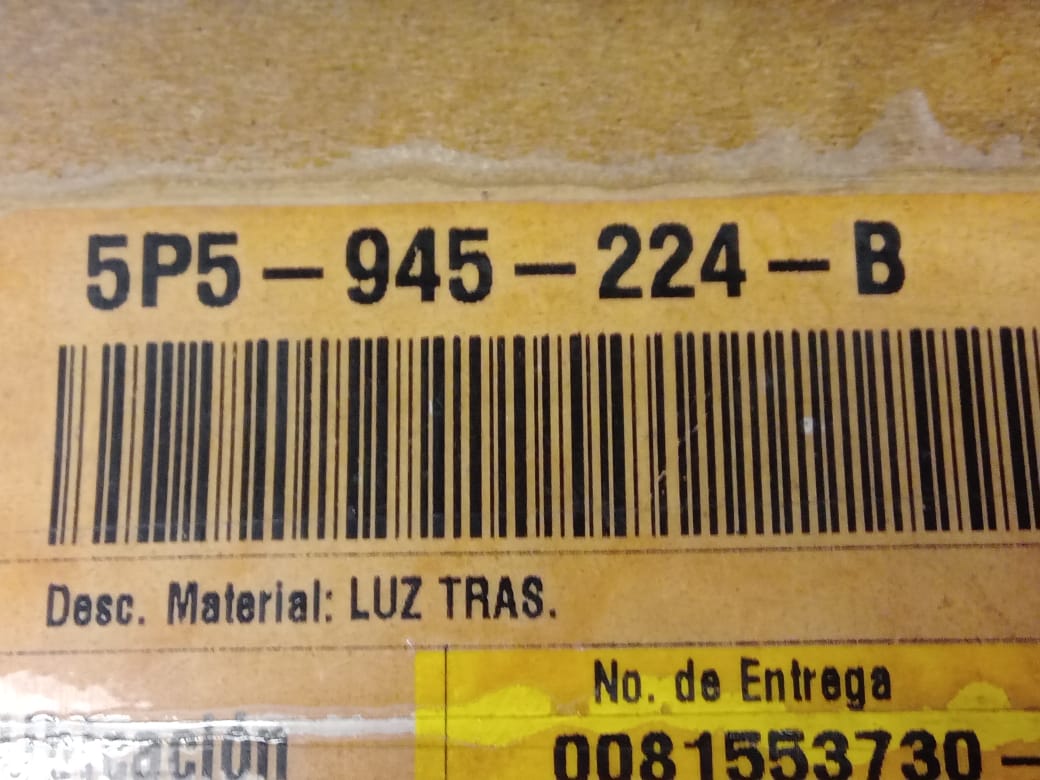 5P5-945-224-B
Desc. Material: LUZ TRAS.
No. de Entrega
0081553730-